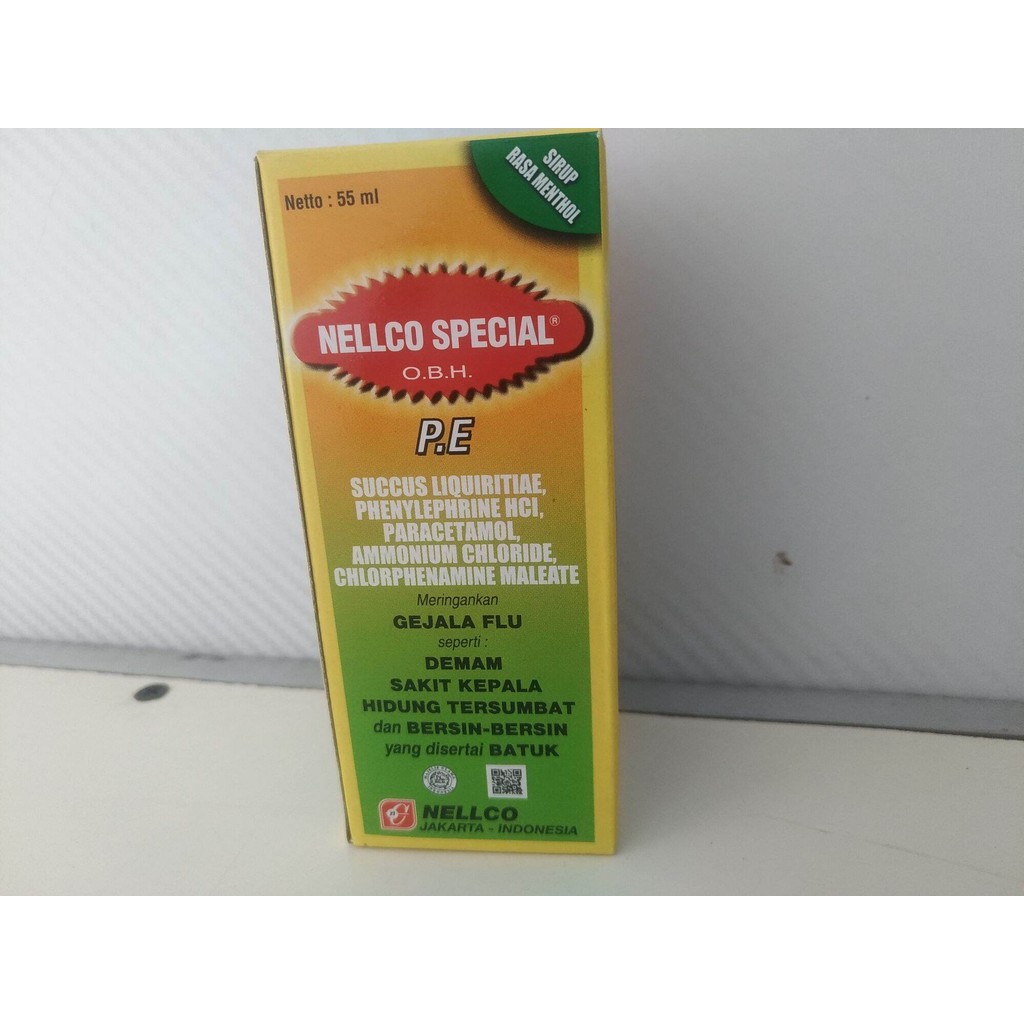 Netto : 55 ml
SIRUP
RASA MENTHOL
NELLCO SPECIAL®
O.B.H.
P.E
SUCCUS LIQUIRITIAE,
PHENYLEPHRINE HCl,
PARACETAMOL,
AMMONIUM CHLORIDE,
CHLORPHENAMINE MALEATE
Meringankan
GEJALA FLU
seperti :
DEMAM
SAKIT KEPALA
HIDUNG TERSUMBAT
dan BERSIN-BERSIN
yang disertai BATUK
NELLCO
JAKARTA - INDONESIA